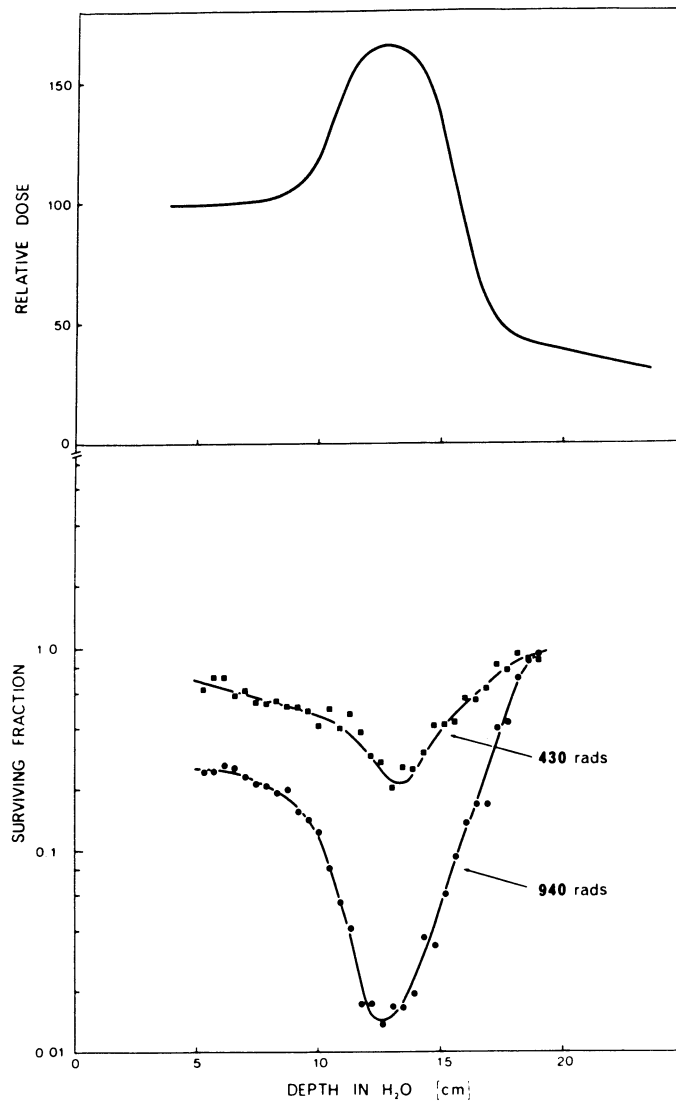 150
100
50
0
RELATIVE DOSE
1 0
0 1
0 01
SURVIVING FRACTION
430 rads
940 rads
0
5
10
15
20
DEPTH IN H₂O [cm]